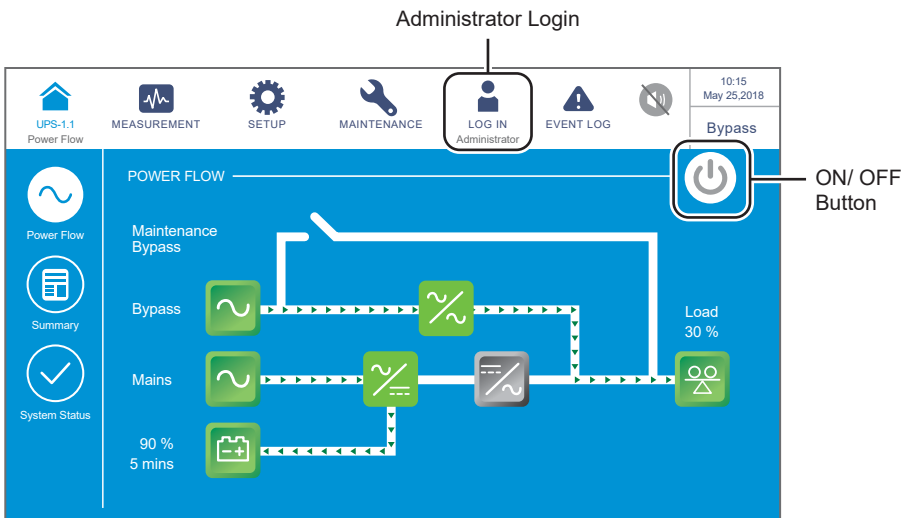 Administrator Login
UPS-1.1
Power Flow
MEASUREMENT
SETUP
MAINTENANCE
LOG IN
Administrator
EVENT LOG
10:15
May 25,2018
Bypass
ON/ OFF
Button
Power Flow
Summary
System Status
POWER FLOW
Maintenance
Bypass
Bypass
Mains
90 %
5 mins
Load
30 %